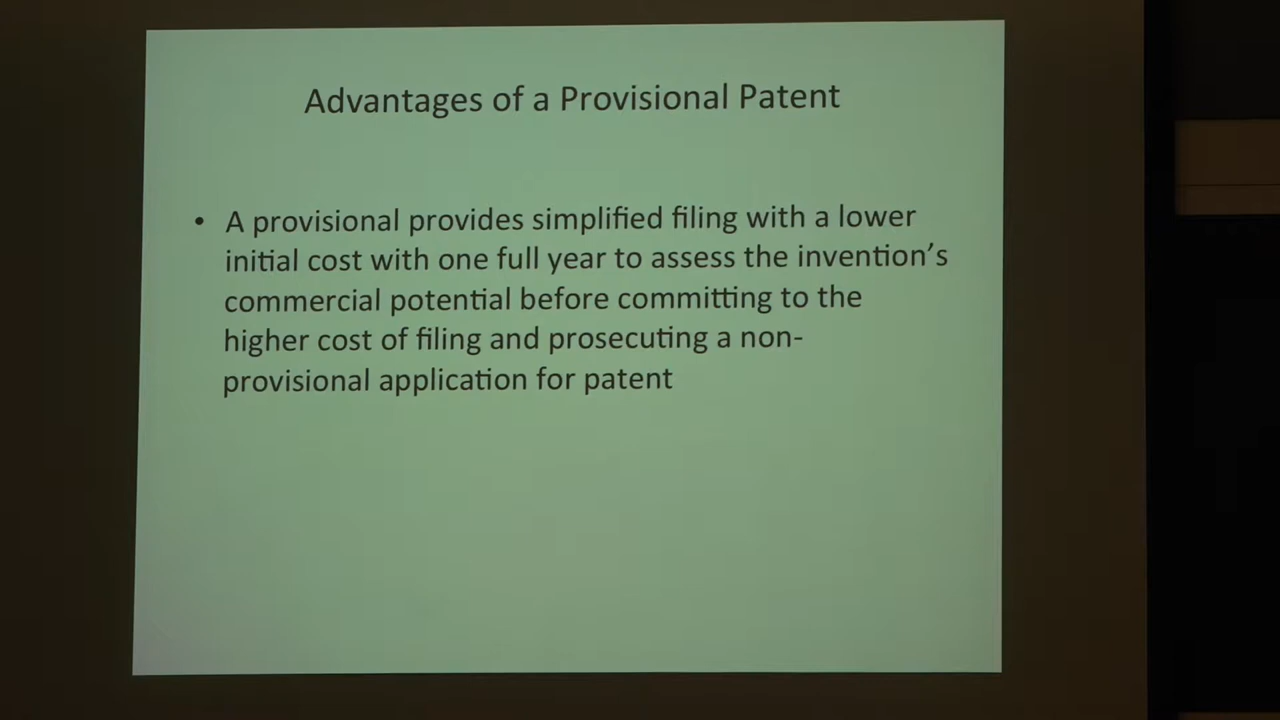 Advantages of a Provisional Patent
• A provisional provides simplified filing with a lower
initial cost with one full year to assess the invention's
commercial potential before committing to the
higher cost of filing and prosecuting a non-
provisional application for patent